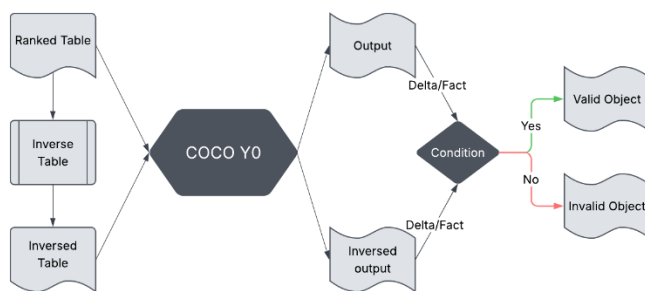 Ranked Table
Inverse
Table
Inversed
Table
COCO Y0
Output
Delta/Fact
Condition
Delta/Fact
Inversed
output
Yes
No
Valid Object
Invalid Object